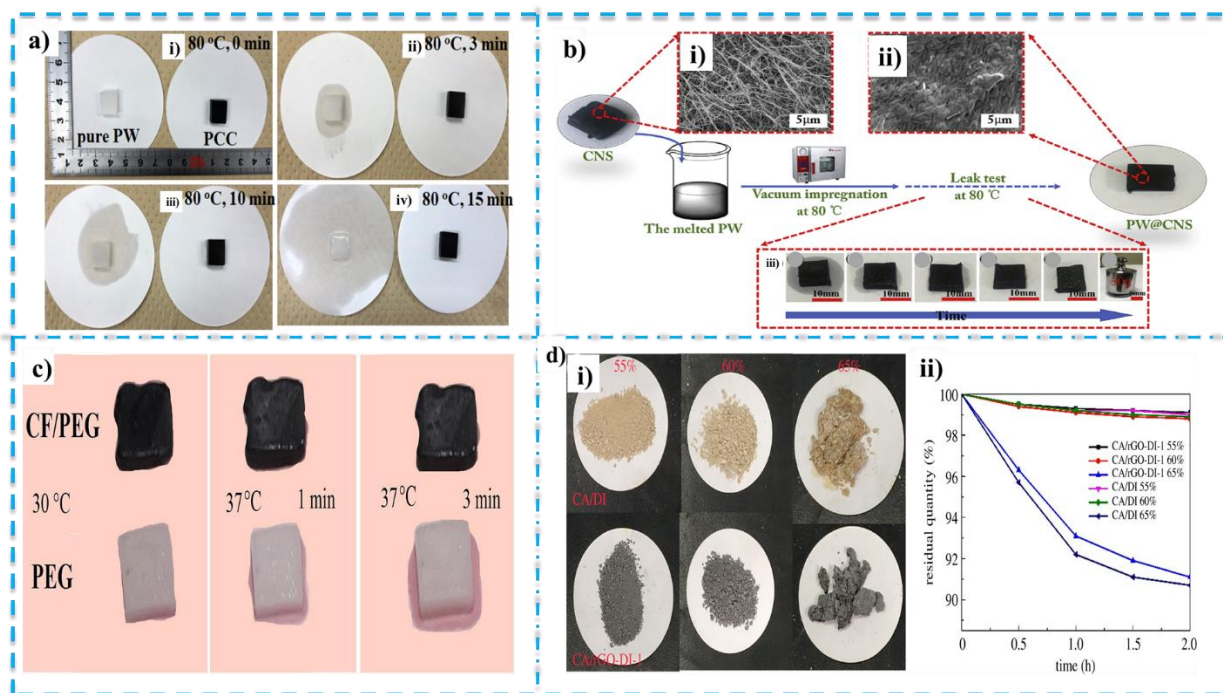 a)
i)
80 ºC, 0 min
pure PW
PCC
ii)
80 ºC, 3 min
iii)
80 ºC, 10 min
iv)
80 ºC, 15 min
b)
i)
5μm
ii)
5μm
CNS
The melted PW
Vacuum impregnation
at 80 ℃
Leak test
at 80 ℃
PW@CNS
iii)
10mm
10mm
10mm
10mm
10mm
Time
c)
CF/PEG
30 °C
37°C
1 min
37°C
3 min
PEG
d)
i)
55%
60%
65%
CA/DI
CA/rGO-DI-1
ii)
100
98
96
94
92
90
residual quantity (%)
CA/rGO-DI-1 55%
CA/rGO-DI-1 60%
CA/rGO-DI-1 65%
CA/DI 55%
CA/DI 60%
CA/DI 65%
0
0.5
1.0
1.5
2.0
time (h)